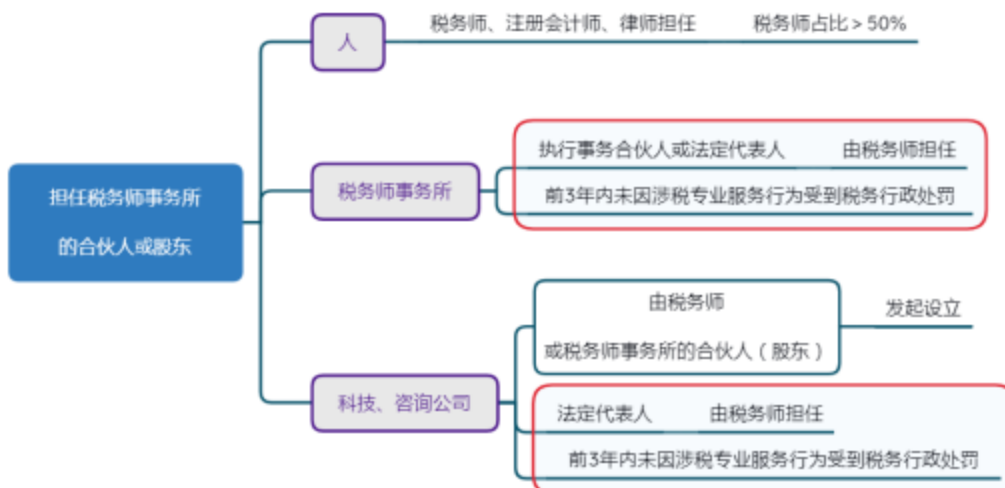 担任税务师事务所
的合伙人或股东
人
税务师、注册会计师、律师担任
税务师占比>50%
税务师事务所
执行事务合伙人或法定代表人
由税务师担任
前3年内未因涉税专业服务行为受到税务行政处罚
科技、咨询公司
由税务师
或税务师事务所的合伙人（股东）
发起设立
法定代表人
由税务师担任
前3年内未因涉税专业服务行为受到税务行政处罚